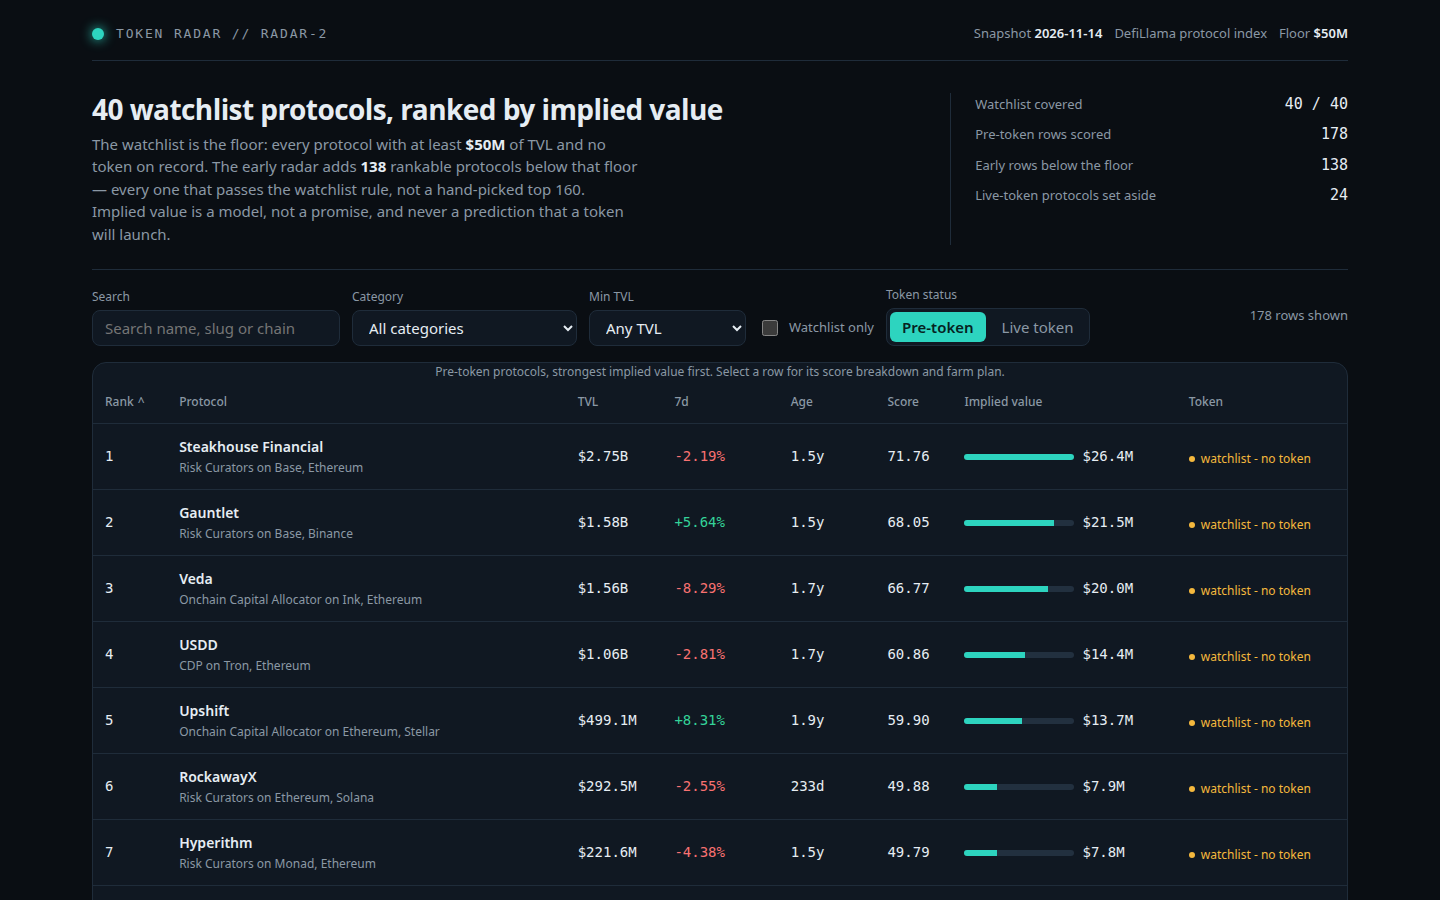 TOKEN RADAR // RADAR-2
Snapshot 2026-11-14 DefiLlama protocol index Floor $50M
40 watchlist protocols, ranked by implied value
The watchlist is the floor: every protocol with at least $50M of TVL and no
token on record. The early radar adds 138 rankable protocols below that floor
— every one that passes the watchlist rule, not a hand-picked top 160.
Implied value is a model, not a promise, and never a prediction that a token
will launch.
Watchlist covered 40 / 40
Pre-token rows scored 178
Early rows below the floor 138
Live-token protocols set aside 24
Search Category Min TVL Token status
Search name, slug or chain All categories Any TVL Watchlist only Pre-token Live token 178 rows shown
Pre-token protocols, strongest implied value first. Select a row for its score breakdown and farm plan.
Rank ^ Protocol TVL 7d Age Score Implied value Token
1 Steakhouse Financial $2.75B -2.19% 1.5y 71.76 $26.4M watchlist - no token
Risk Curators on Base, Ethereum
2 Gauntlet $1.58B +5.64% 1.5y 68.05 $21.5M watchlist - no token
Risk Curators on Base, Binance
3 Veda $1.56B -8.29% 1.7y 66.77 $20.0M watchlist - no token
Onchain Capital Allocator on Ink, Ethereum
4 USDD $1.06B -2.81% 1.7y 60.86 $14.4M watchlist - no token
CDP on Tron, Ethereum
5 Upshift $499.1M +8.31% 1.9y 59.90 $13.7M watchlist - no token
Onchain Capital Allocator on Ethereum, Stellar
6 RockawayX $292.5M -2.55% 233d 49.88 $7.9M watchlist - no token
Risk Curators on Ethereum, Solana
7 Hyperithm $221.6M -4.38% 1.5y 49.79 $7.8M watchlist - no token
Risk Curators on Monad, Ethereum